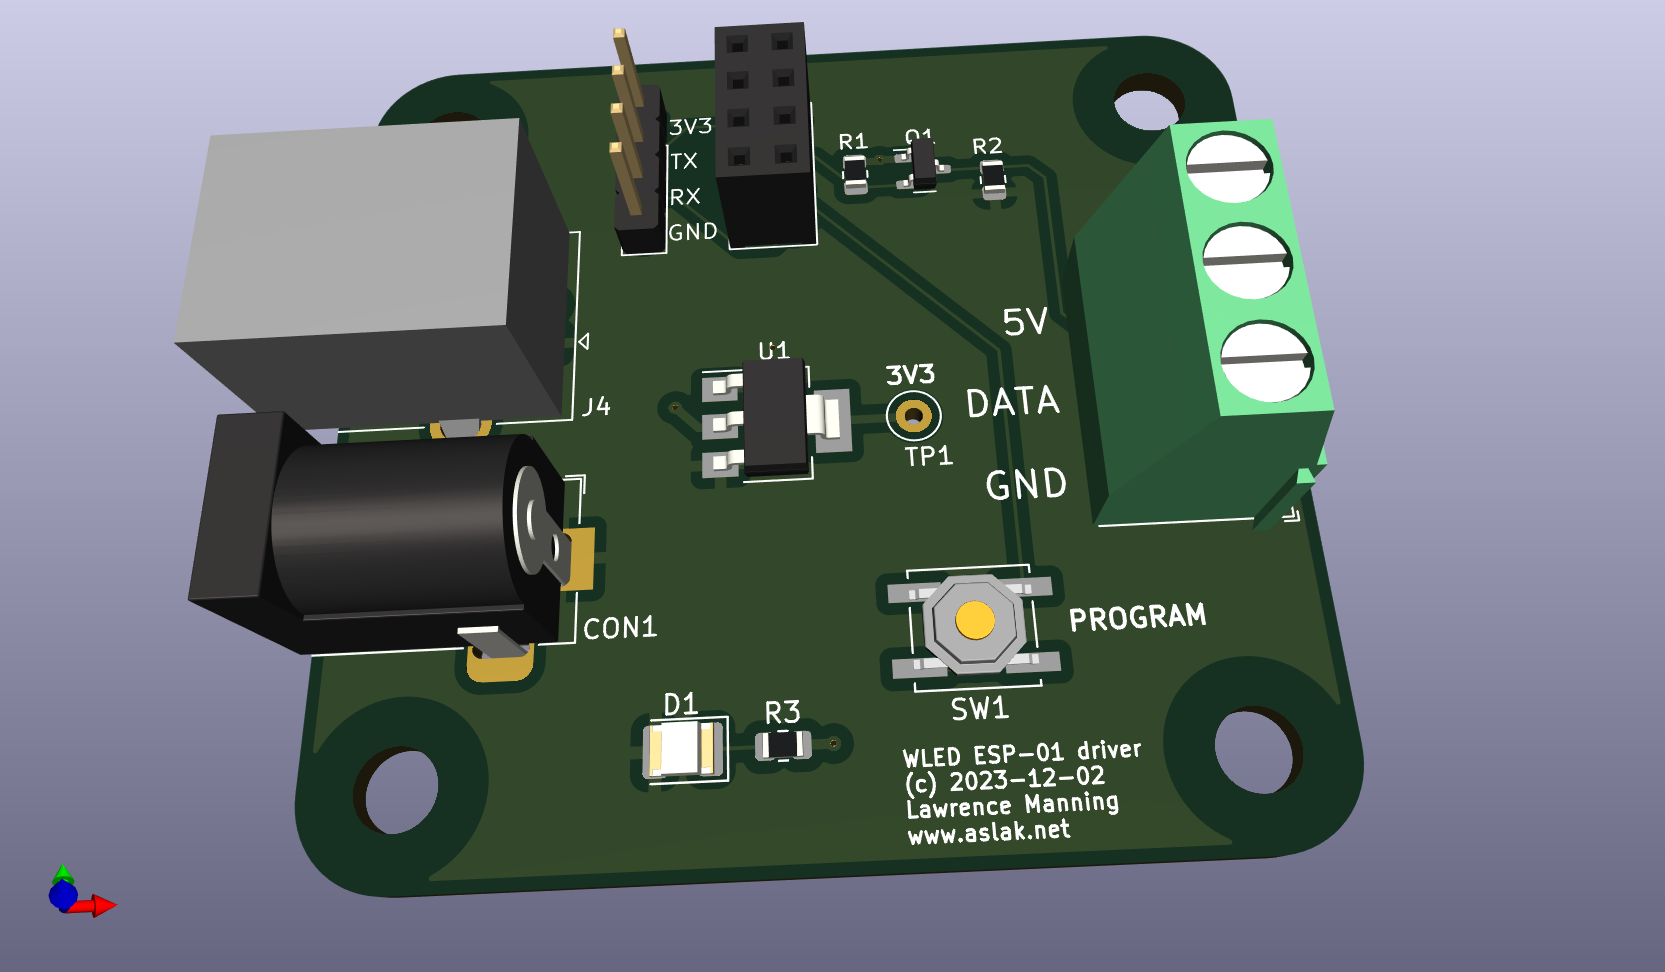 3V3
TX
RX
GND
R1
Q1
R2
5V
DATA
GND
U1
3V3
TP1
J4
CON1
PROGRAM
SW1
D1
R3
WLED ESP-01 driver
(c) 2023-12-02
Lawrence Manning
www.aslak.net